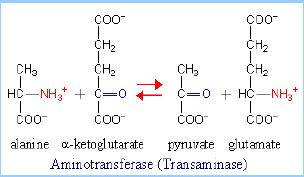 COO⁻ COO⁻
CH₂ CH₂
CH₃ CH₂ CH₃ CH₂
HC—NH₃⁺ + C=O ⇌ C=O + HC—NH₃⁺
COO⁻ COO⁻ COO⁻ COO⁻
alanine α-ketoglutarate pyruvate glutamate
Aminotransferase (Transaminase)